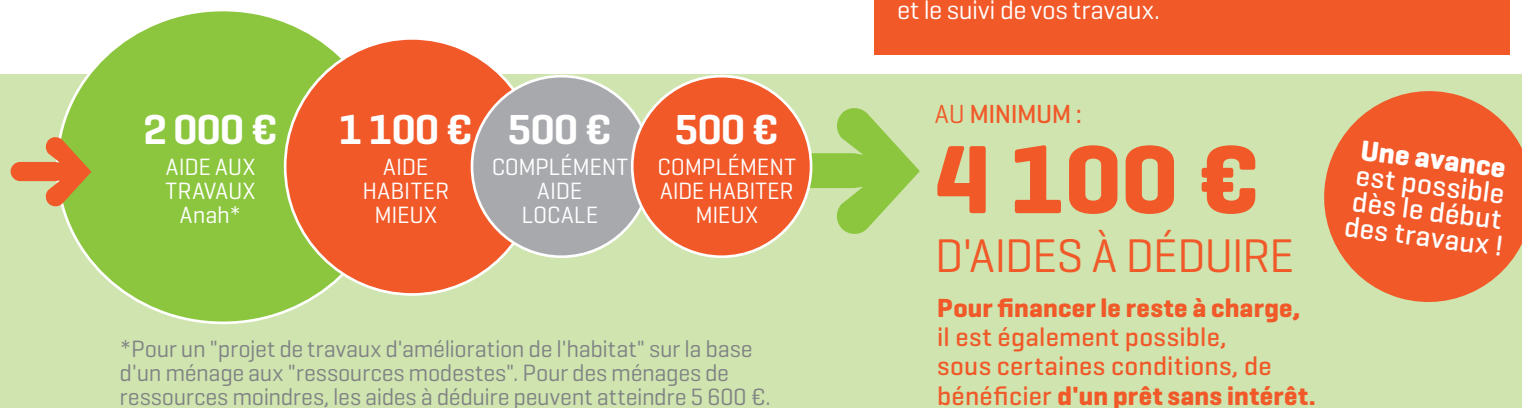 et le suivi de vos travaux.
2 000 €
AIDE AUX
TRAVAUX
Anah*
1 100 €
AIDE
HABITER
MIEUX
500 €
COMPLÉMENT
AIDE
LOCALE
500 €
COMPLÉMENT
AIDE HABITER
MIEUX
AU MINIMUM :
4 100 €
D'AIDES À DÉDUIRE
Une avance
est possible
dès le début
des travaux !
Pour financer le reste à charge,
il est également possible,
sous certaines conditions, de
bénéficier d'un prêt sans intérêt.
*Pour un "projet de travaux d'amélioration de l'habitat" sur la base
d'un ménage aux "ressources modestes". Pour des ménages de
ressources moindres, les aides à déduire peuvent atteindre 5 600 €.